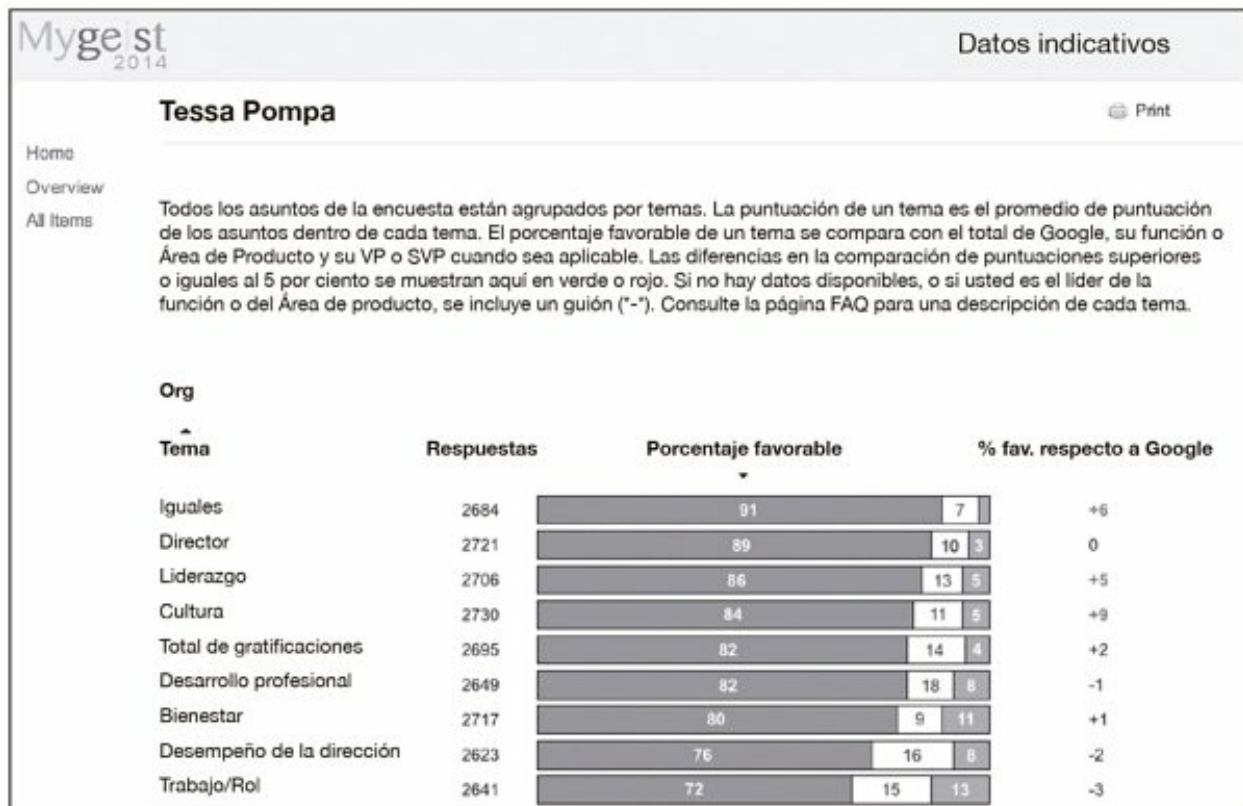 Mygeist
2014
Datos indicativos
Tessa Pompa
Print
Home
Overview
All Items
Todos los asuntos de la encuesta están agrupados por temas. La puntuación de un tema es el promedio de puntuación
de los asuntos dentro de cada tema. El porcentaje favorable de un tema se compara con el total de Google, su función o
Área de Producto y su VP o SVP cuando sea aplicable. Las diferencias en la comparación de puntuaciones superiores
o iguales al 5 por ciento se muestran aquí en verde o rojo. Si no hay datos disponibles, o si usted es el líder de la
función o del Área de producto, se incluye un guión ("-"). Consulte la página FAQ para una descripción de cada tema.
Org
Tema Respuestas Porcentaje favorable % fav. respecto a Google
Iguales 2684 91 7 +6
Director 2721 89 10 3 0
Liderazgo 2706 86 13 5 +5
Cultura 2730 84 11 5 +9
Total de gratificaciones 2695 82 14 4 +2
Desarrollo profesional 2649 82 18 8 -1
Bienestar 2717 80 9 11 +1
Desempeño de la dirección 2623 76 16 8 -2
Trabajo/Rol 2641 72 15 13 -3